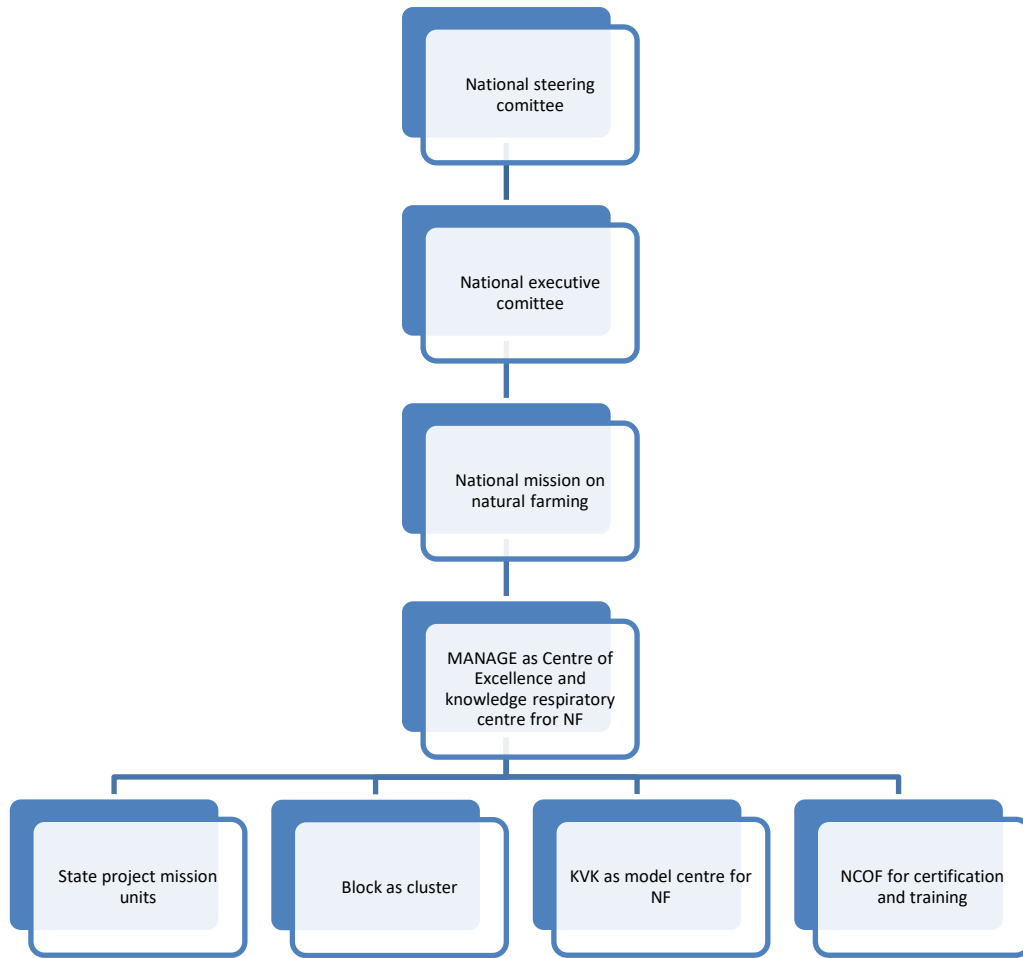 National steering
comittee
National executive
comittee
National mission on
natural farming
MANAGE as Centre of
Excellence and
knowledge respiratory
centre fror NF
State project mission
units
Block as cluster
KVK as model centre for
NF
NCOF for certification
and training